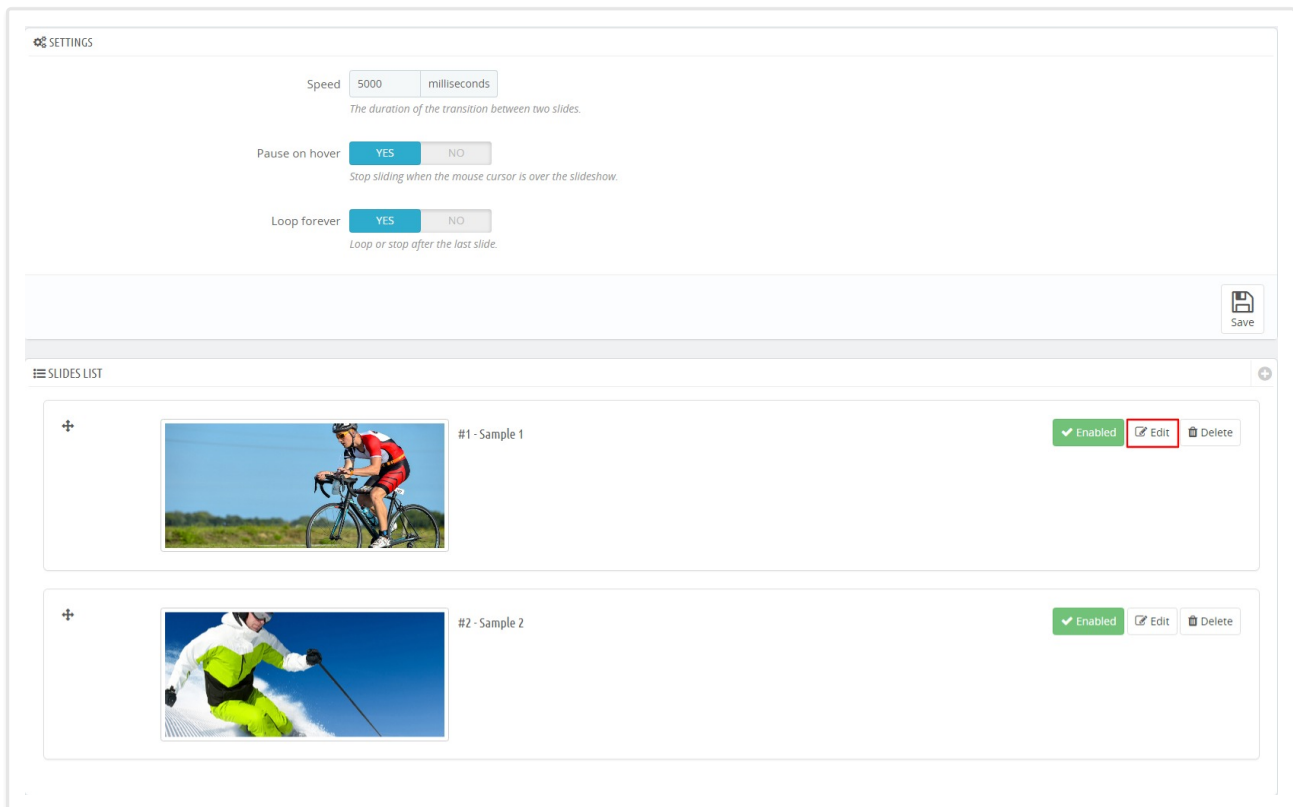 SETTINGS
Speed 5000 milliseconds
The duration of the transition between two slides.
Pause on hover YES NO
Stop sliding when the mouse cursor is over the slideshow.
Loop forever YES NO
Loop or stop after the last slide.
Save
SLIDES LIST
#1 - Sample 1 Enabled Edit Delete
#2 - Sample 2 Enabled Edit Delete